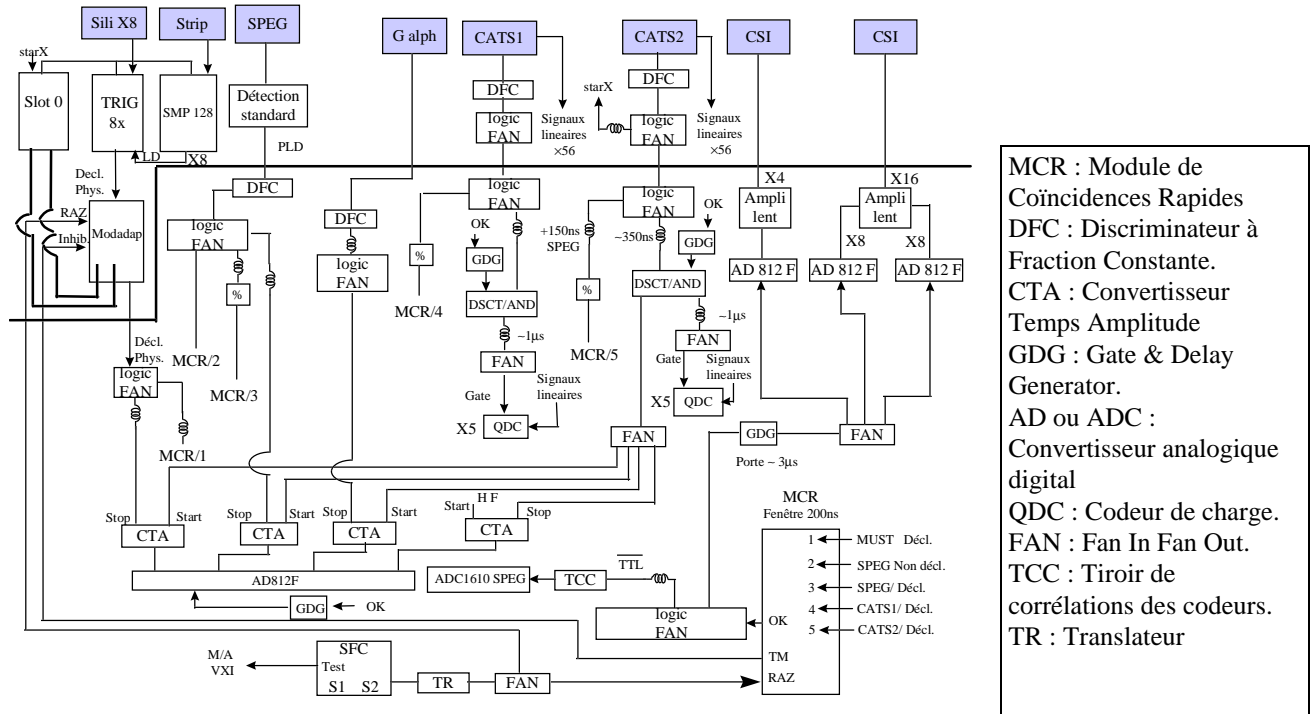 Sili X8
Strip
SPEG
G alph
CATS1
CATS2
CSI
CSI
starX
Slot 0
TRIG
8x
SMP 128
Détection
standard
DFC
logic
FAN
Signaux
lineaires
×56
starX
DFC
logic
FAN
Signaux
lineaires
×56
LD
X8
PLD
Decl.
Phys.
RAZ
Inhib.
Modadap
DFC
logic
FAN
%
DFC
logic
FAN
logic
FAN
%
MCR/4
OK
GDG
DSCT/AND
~1µs
FAN
Gate
Signaux
lineaires
X5
QDC
logic
FAN
+150ns
SPEG
~350ns
OK
GDG
%
DSCT/AND
MCR/5
~1µs
FAN
Gate
Signaux
lineaires
X5
QDC
X4
Ampli
lent
AD 812 F
X16
Ampli
lent
X8
X8
AD 812 F
AD 812 F
Décl.
Phys.
logic
FAN
MCR/2
MCR/3
MCR/1
FAN
GDG
FAN
Porte ~ 3µs
Stop
Start
CTA
Stop
Start
CTA
Stop
Start
CTA
H F
Start
Stop
CTA
AD812F
GDG
OK
ADC1610 SPEG
TCC
TTL
logic
FAN
MCR
Fenêtre 200ns
1
MUST Décl.
2
SPEG Non décl.
3
SPEG/ Décl.
4
CATS1/ Décl.
5
CATS2/ Décl.
OK
TM
RAZ
M/A
VXI
SFC
Test
S1 S2
TR
FAN
MCR : Module de
Coïncidences Rapides
DFC : Discriminateur à
Fraction Constante.
CTA : Convertisseur
Temps Amplitude
GDG : Gate & Delay
Generator.
AD ou ADC :
Convertisseur analogique
digital
QDC : Codeur de charge.
FAN : Fan In Fan Out.
TCC : Tiroir de
corrélations des codeurs.
TR : Translateur